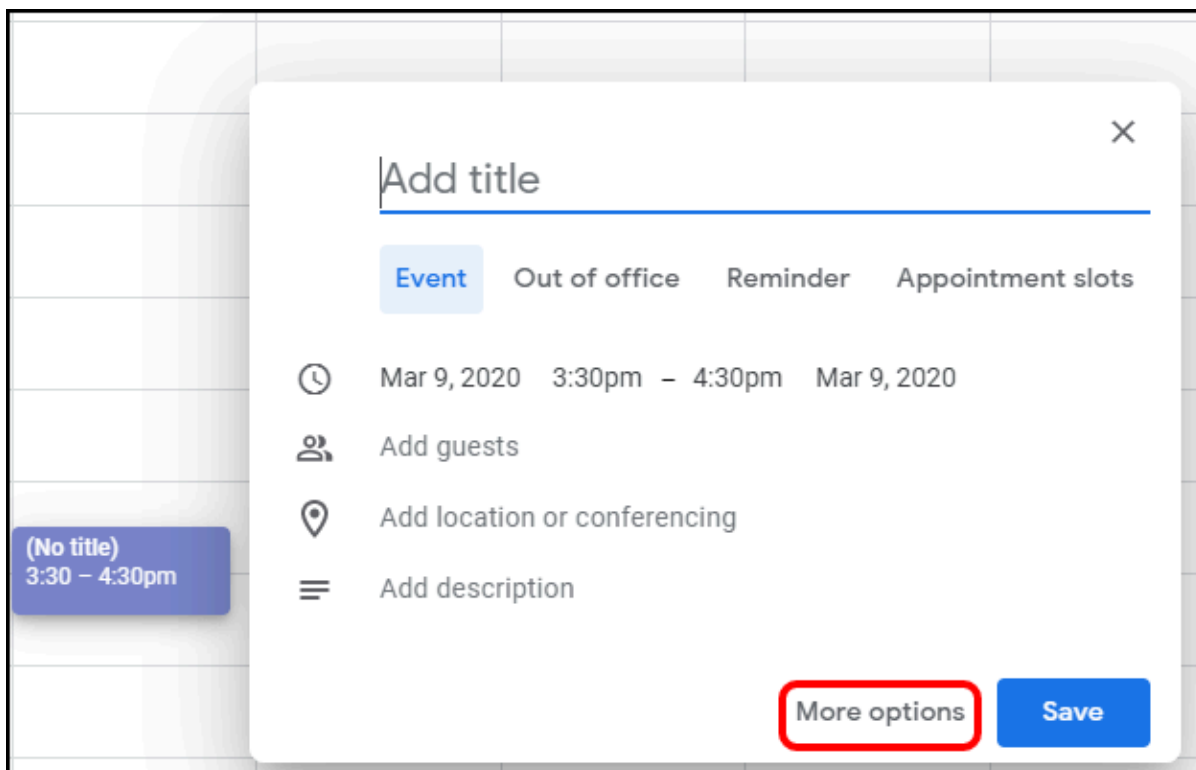 Add title
Event Out of office Reminder Appointment slots
Mar 9, 2020 3:30pm – 4:30pm Mar 9, 2020
Add guests
Add location or conferencing
(No title)
3:30 – 4:30pm
Add description
More options Save